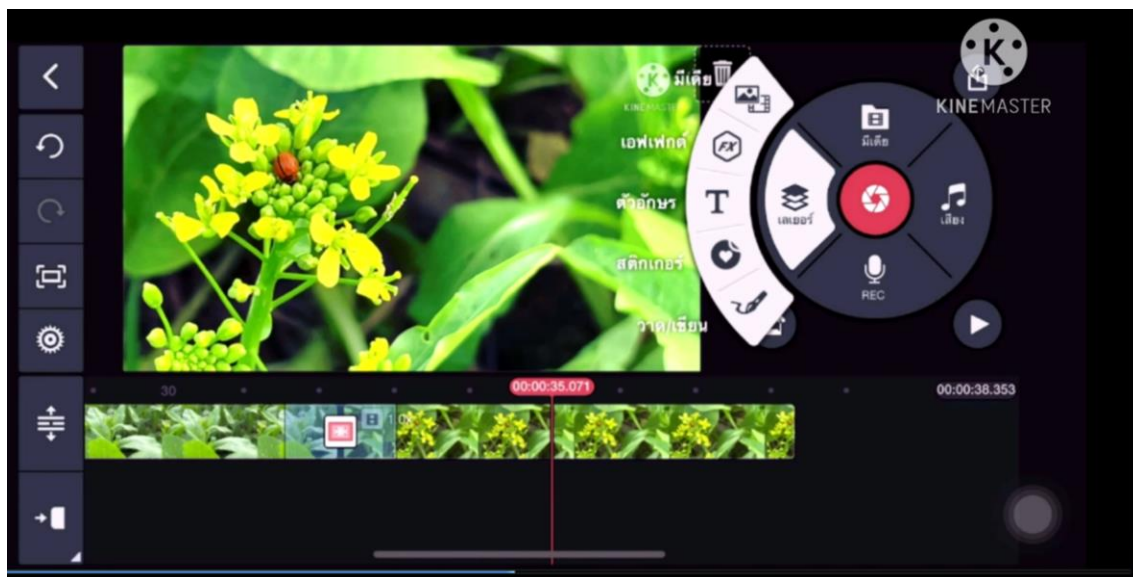 K
KINEMASTER
K
KINEMASTER
มีเดีย
เอฟเฟกต์
FX
ตัวอักษร
T
สติกเกอร์
วาด/เขียน
มีเดีย
เลเยอร์
เสียง
REC
30
00:00:35.071
00:00:38.353